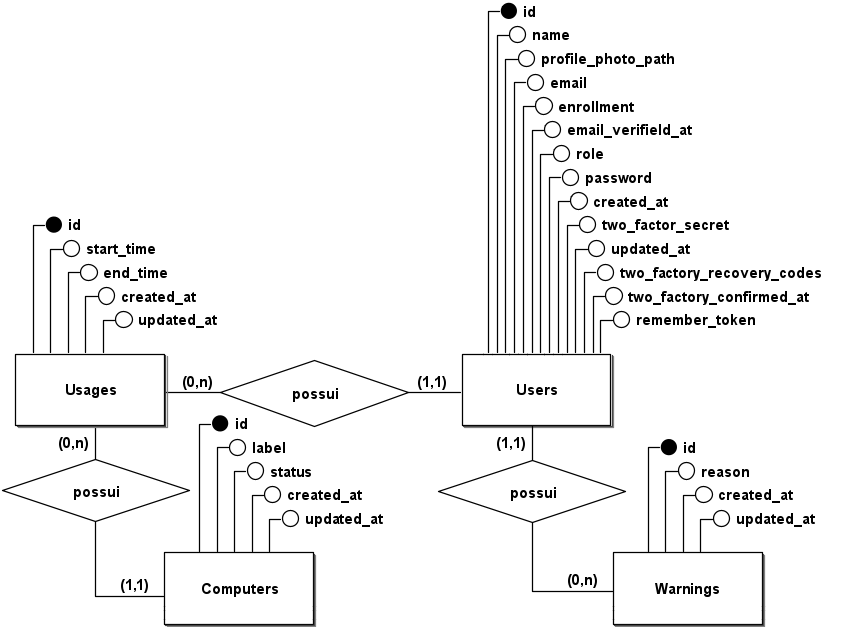 id
name
profile_photo_path
email
enrollment
email_verifield_at
role
password
created_at
two_factor_secret
updated_at
two_factory_recovery_codes
two_factory_confirmed_at
remember_token
id
start_time
end_time
created_at
updated_at
Usages
(0,n)
possui
(1,1)
Users
(0,n)
possui
(1,1)
id
label
status
created_at
updated_at
Computers
(1,1)
possui
(0,n)
id
reason
created_at
updated_at
Warnings